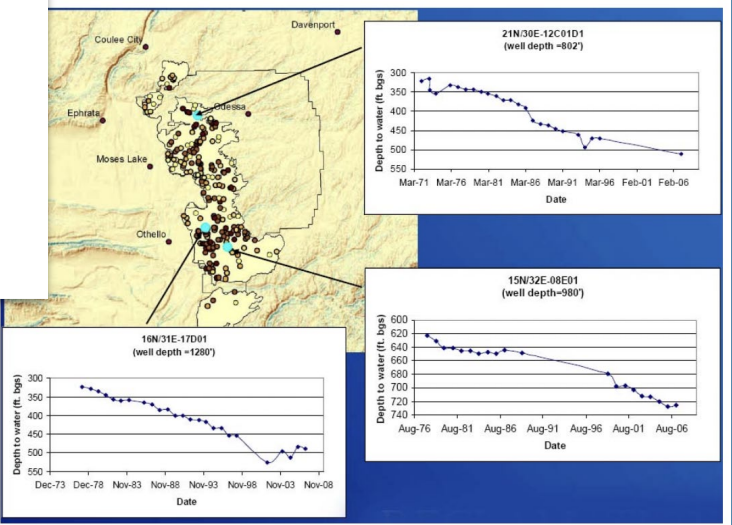 Davenport
Coulee City
Ephrata
Odessa
Moses Lake
Othello
21N/30E-12C01D1
(well depth =802')
Depth to water (ft. bgs)
300
350
400
450
500
550
Mar-71 Mar-76 Mar-81 Mar-86 Mar-91 Mar-96 Feb-01 Feb-06
Date
15N/32E-08E01
(well depth=980')
Depth to water (ft. bgs)
600
620
640
660
680
700
720
740
Aug-76 Aug-81 Aug-86 Aug-91 Aug-96 Aug-01 Aug-06
Date
16N/31E-17D01
(well depth =1280')
Depth to water (ft. bgs)
300
350
400
450
500
550
Dec-73 Dec-78 Nov-83 Nov-88 Nov-93 Nov-98 Nov-03 Nov-08
Date